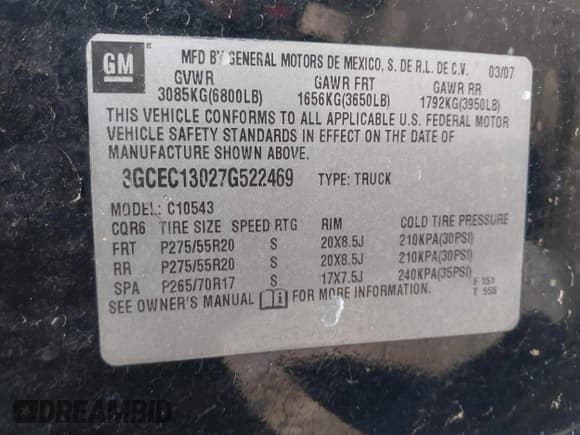 GM ®
MFD BY GENERAL MOTORS DE MEXICO, S. DE R.L. DE C.V. 03/07
GVWR GAWR FRT GAWR RR
3085KG(6800LB) 1656KG(3650LB) 1792KG(3950LB)
THIS VEHICLE CONFORMS TO ALL APPLICABLE U.S. FEDERAL MOTOR
VEHICLE SAFETY STANDARDS IN EFFECT ON THE DATE OF
MANUFACTURE SHOWN ABOVE.
3GCEC13027G522469 TYPE: TRUCK
MODEL: C10543
CQR6 TIRE SIZE SPEED RTG RIM COLD TIRE PRESSURE
FRT P275/55R20 S 20X8.5J 210KPA(30PSI)
RR P275/55R20 S 20X8.5J 210KPA(30PSI)
SPA P265/70R17 S 17X7.5J 240KPA(35PSI)
SEE OWNER'S MANUAL i FOR MORE INFORMATION.
F 151
T 555
DREAMBID